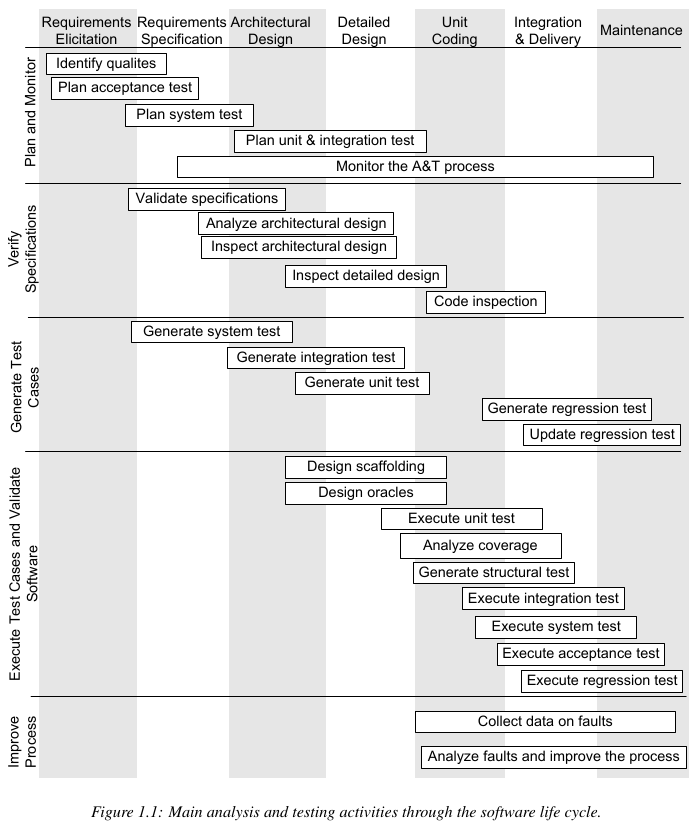 Requirements Elicitation
Requirements Specification
Architectural Design
Detailed Design
Unit Coding
Integration & Delivery
Maintenance
Plan and Monitor
Identify qualites
Plan acceptance test
Plan system test
Plan unit & integration test
Monitor the A&T process
Verify Specifications
Validate specifications
Analyze architectural design
Inspect architectural design
Inspect detailed design
Code inspection
Generate Test Cases
Generate system test
Generate integration test
Generate unit test
Generate regression test
Update regression test
Execute Test Cases and Validate Software
Design scaffolding
Design oracles
Execute unit test
Analyze coverage
Generate structural test
Execute integration test
Execute system test
Execute acceptance test
Execute regression test
Improve Process
Collect data on faults
Analyze faults and improve the process
Figure 1.1: Main analysis and testing activities through the software life cycle.